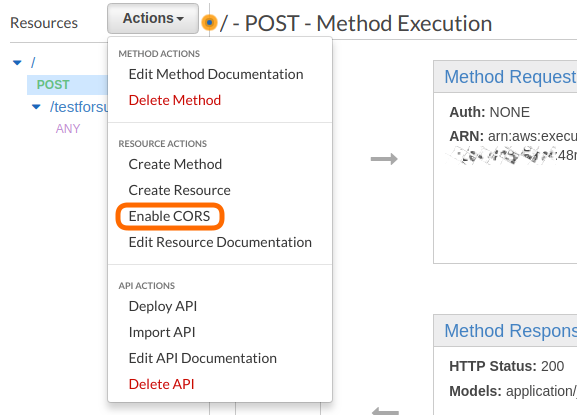 Resources
Actions
/ - POST - Method Execution
/
POST
/testforsu
ANY
METHOD ACTIONS
Edit Method Documentation
Delete Method
RESOURCE ACTIONS
Create Method
Create Resource
Enable CORS
Edit Resource Documentation
API ACTIONS
Deploy API
Import API
Edit API Documentation
Delete API
Method Request
Auth: NONE
ARN: arn:aws:execu
:48r
Method Respons
HTTP Status: 200
Models: application/j